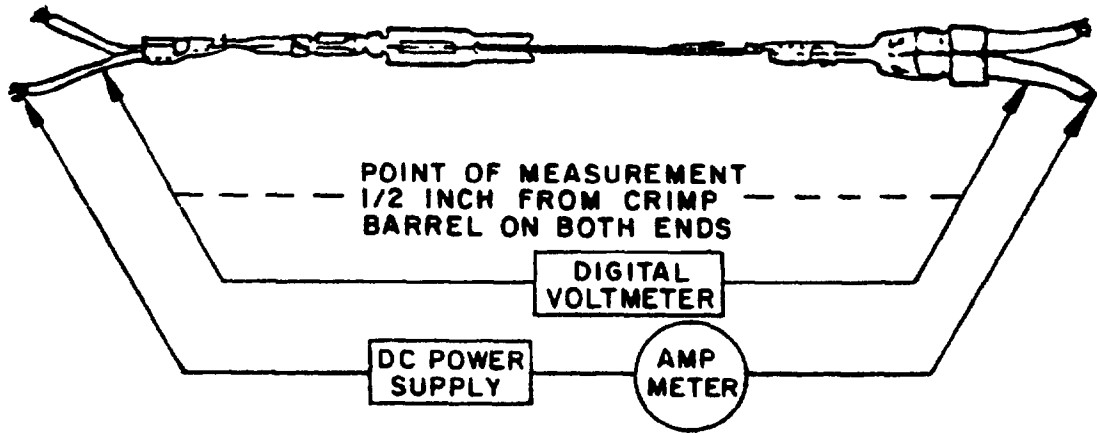 POINT OF MEASUREMENT
1/2 INCH FROM CRIMP
BARREL ON BOTH ENDS
DIGITAL
VOLTMETER
DC POWER
SUPPLY
AMP
METER